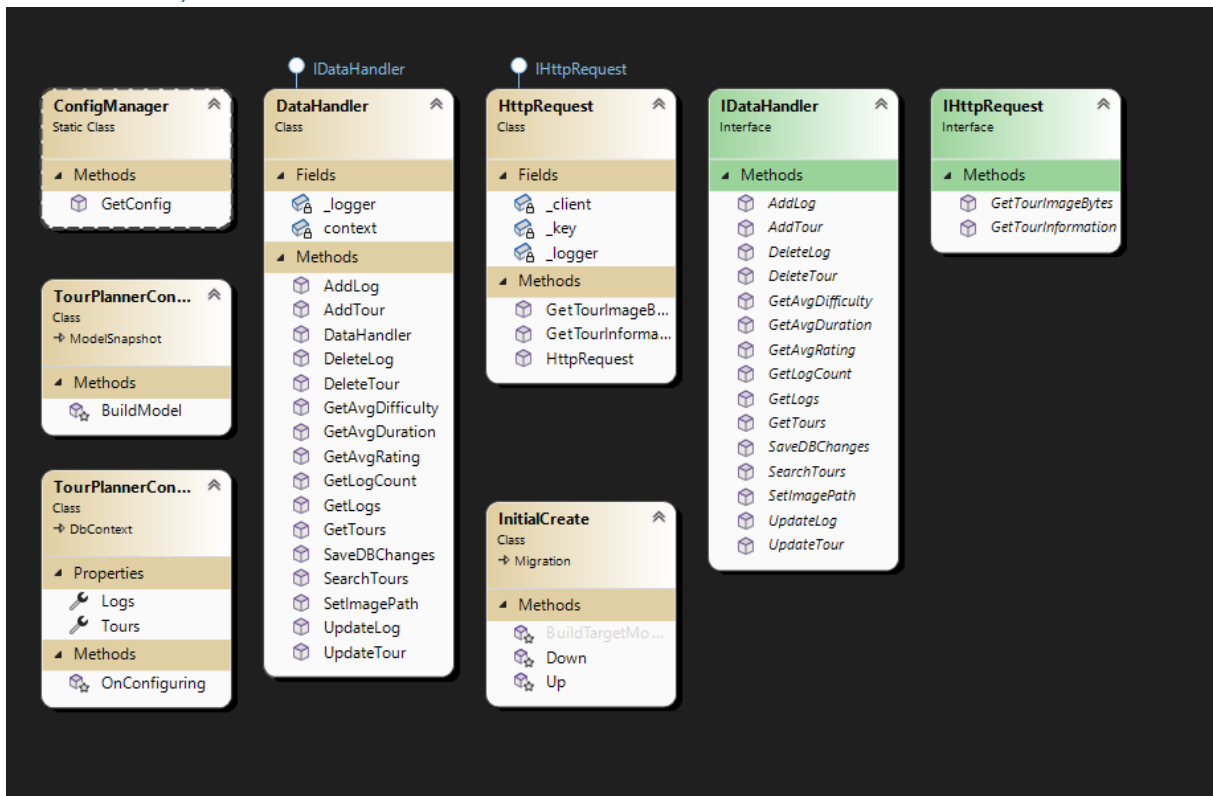 IDataHandler
IHttpRequest
ConfigManager
Static Class
Methods
GetConfig
TourPlannerCon...
Class
ModelSnapshot
Methods
BuildModel
TourPlannerCon...
Class
DbContext
Properties
Logs
Tours
Methods
OnConfiguring
DataHandler
Class
Fields
_logger
context
Methods
AddLog
AddTour
DataHandler
DeleteLog
DeleteTour
GetAvgDifficulty
GetAvgDuration
GetAvgRating
GetLogCount
GetLogs
GetTours
SaveDBChanges
SearchTours
SetImagePath
UpdateLog
UpdateTour
HttpRequest
Class
Fields
_client
_key
_logger
Methods
GetTourImageB...
GetTourInforma...
HttpRequest
InitialCreate
Class
Migration
Methods
BuildTargetMo...
Down
Up
IDataHandler
Interface
Methods
AddLog
AddTour
DeleteLog
DeleteTour
GetAvgDifficulty
GetAvgDuration
GetAvgRating
GetLogCount
GetLogs
GetTours
SaveDBChanges
SearchTours
SetImagePath
UpdateLog
UpdateTour
IHttpRequest
Interface
Methods
GetTourImageBytes
GetTourInformation